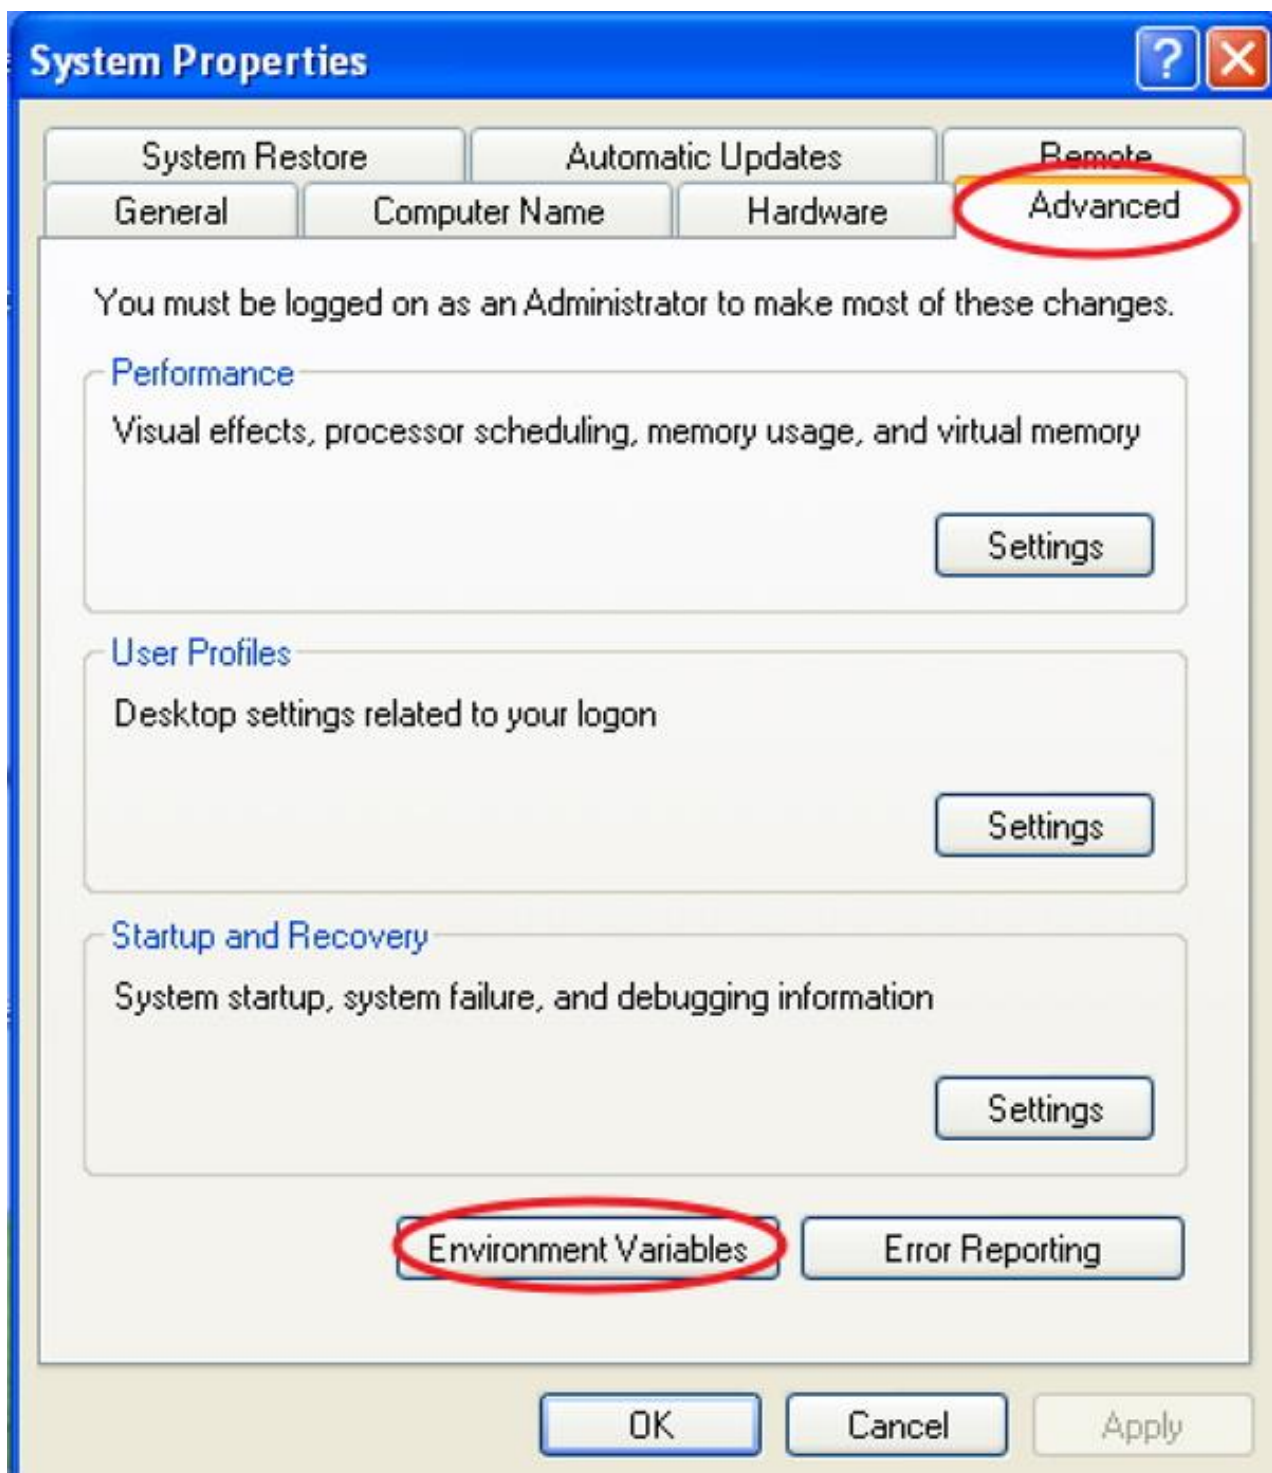 System Properties
System Restore Automatic Updates Remote
General Computer Name Hardware Advanced
You must be logged on as an Administrator to make most of these changes.
Performance
Visual effects, processor scheduling, memory usage, and virtual memory
Settings
User Profiles
Desktop settings related to your logon
Settings
Startup and Recovery
System startup, system failure, and debugging information
Settings
Environment Variables Error Reporting
OK Cancel Apply